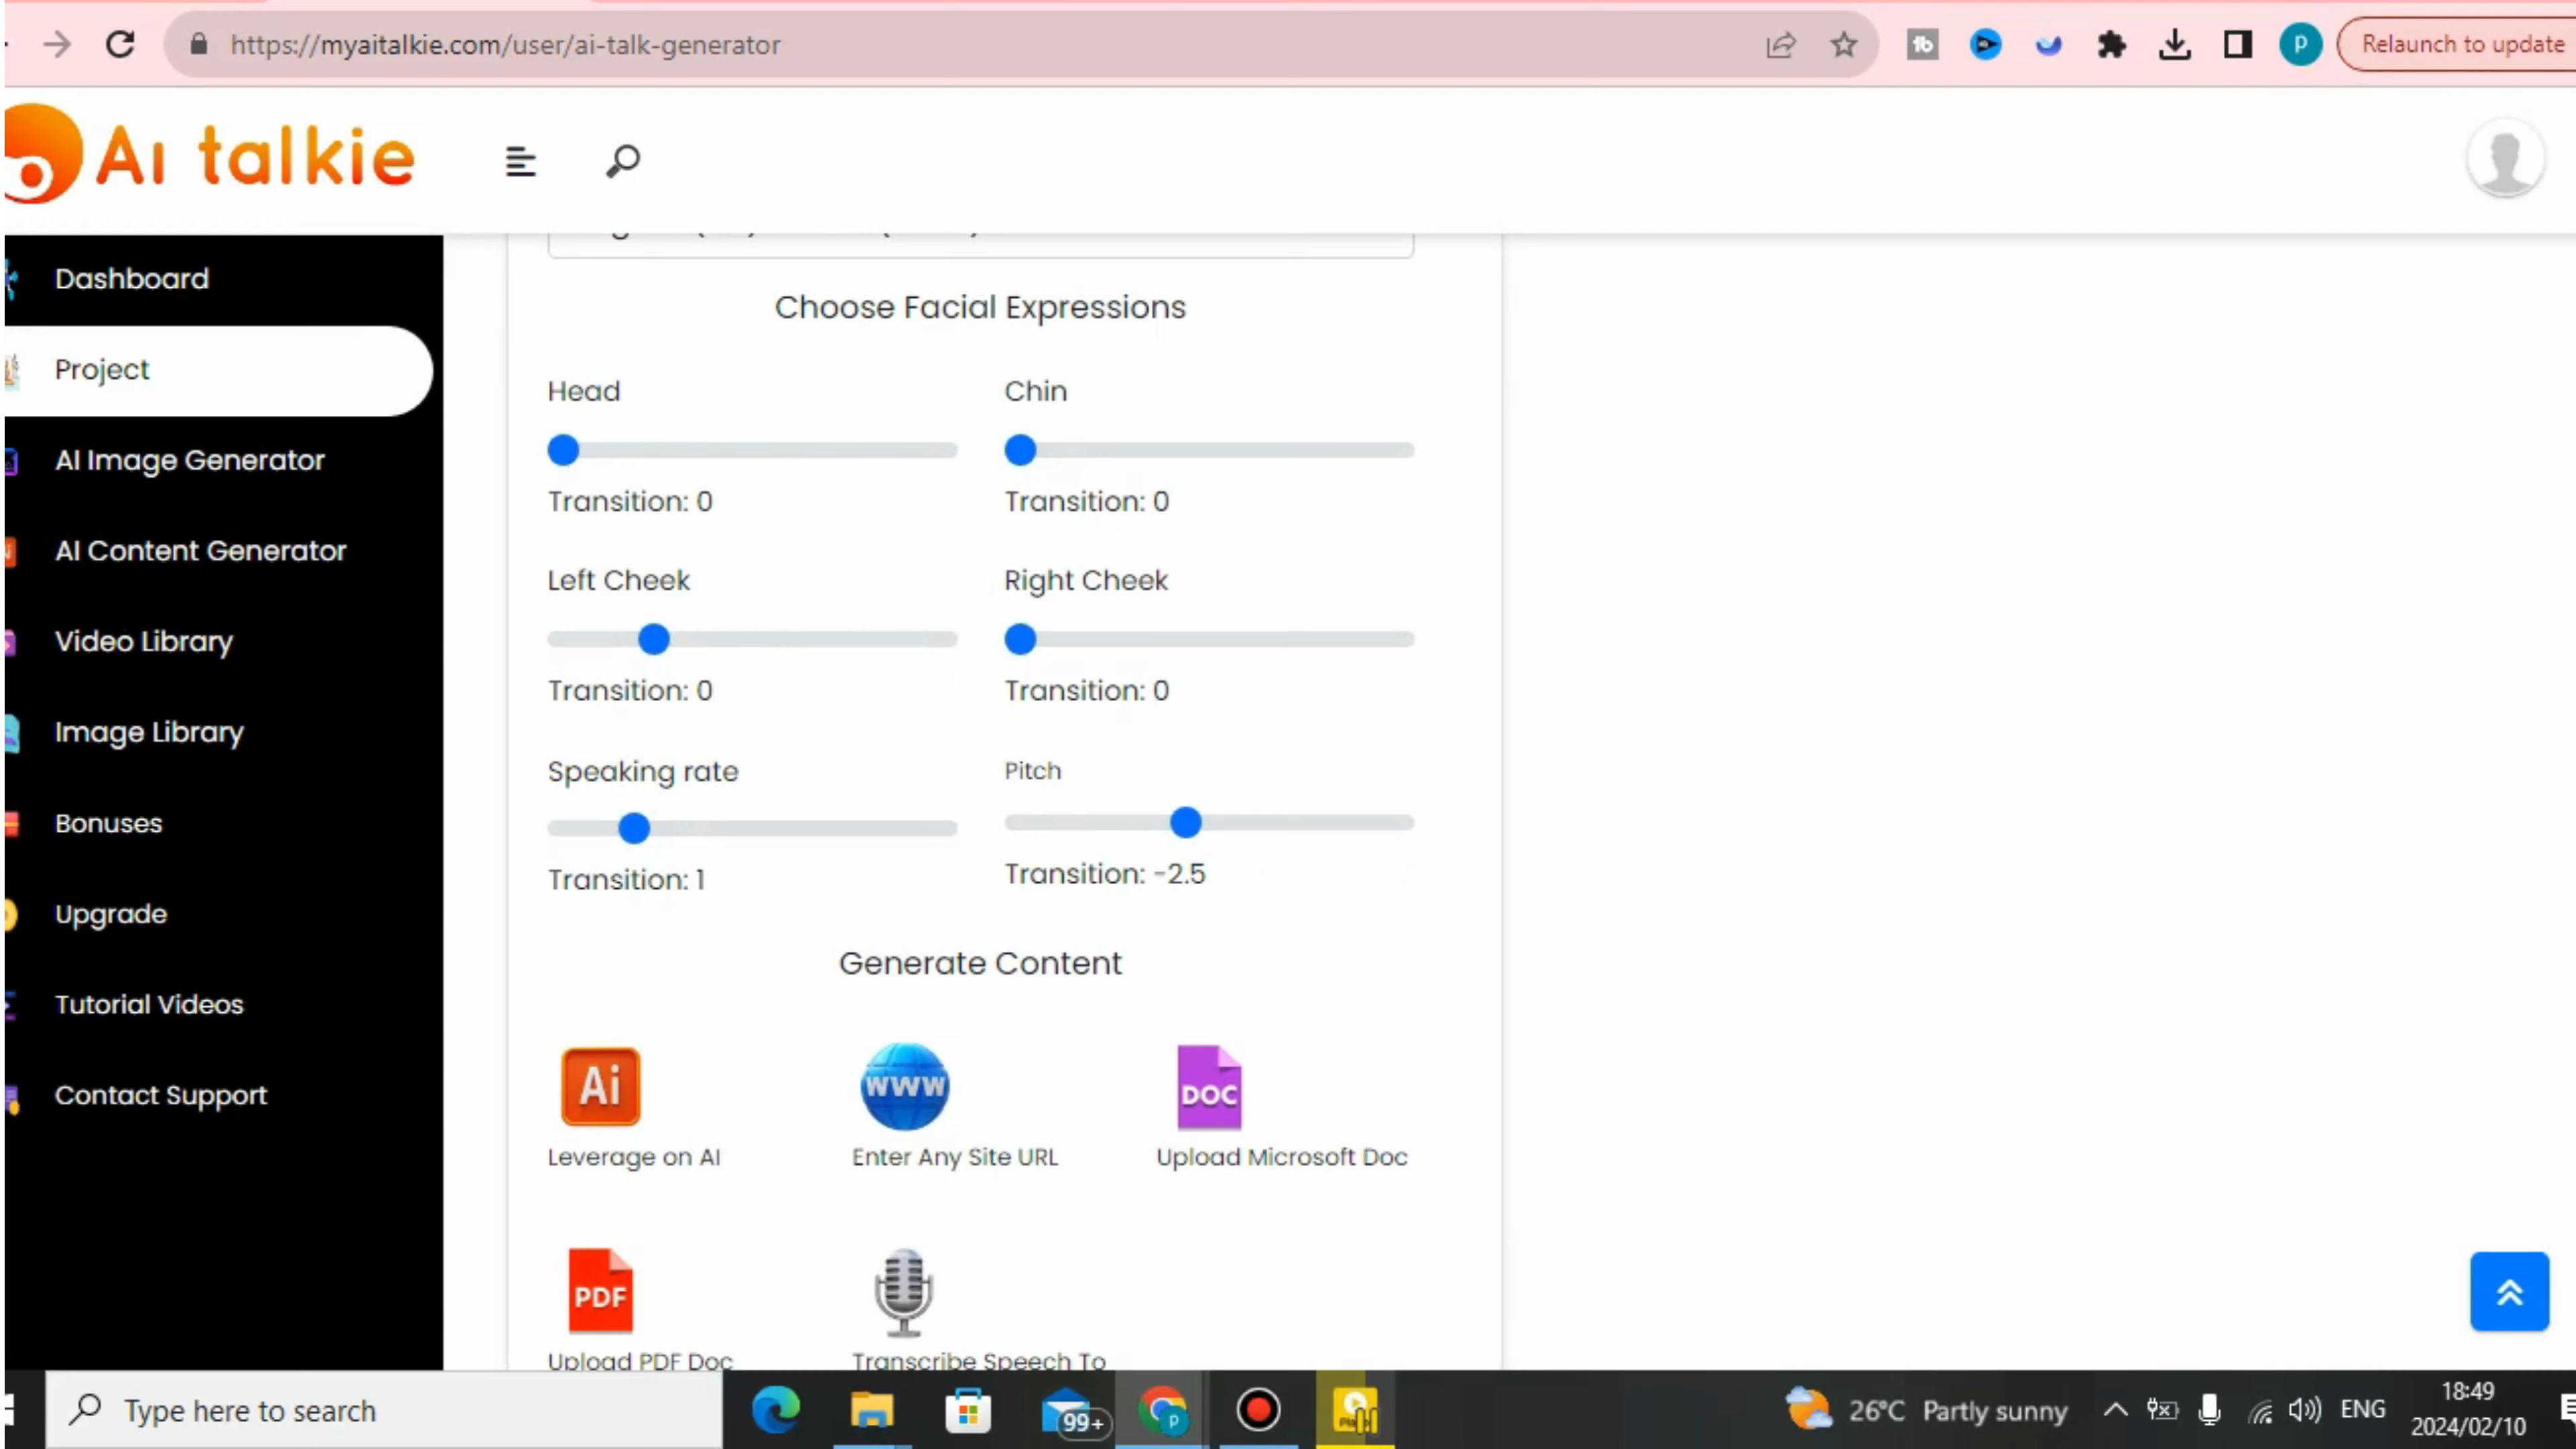 https://myaitalkie.com/user/ai-talk-generator
tb
p
Relaunch to update
Ai talkie
Dashboard
Project
AI Image Generator
AI Content Generator
Video Library
Image Library
Bonuses
Upgrade
Tutorial Videos
Contact Support
Choose Facial Expressions
Head
Chin
Transition: 0
Transition: 0
Left Cheek
Right Cheek
Transition: 0
Transition: 0
Speaking rate
Pitch
Transition: 1
Transition: -2.5
Generate Content
Ai
www
DOC
Leverage on AI
Enter Any Site URL
Upload Microsoft Doc
PDF
Upload PDF Doc
Transcribe Speech To
Type here to search
99+
p
26°C Partly sunny
ENG
18:49
2024/02/10